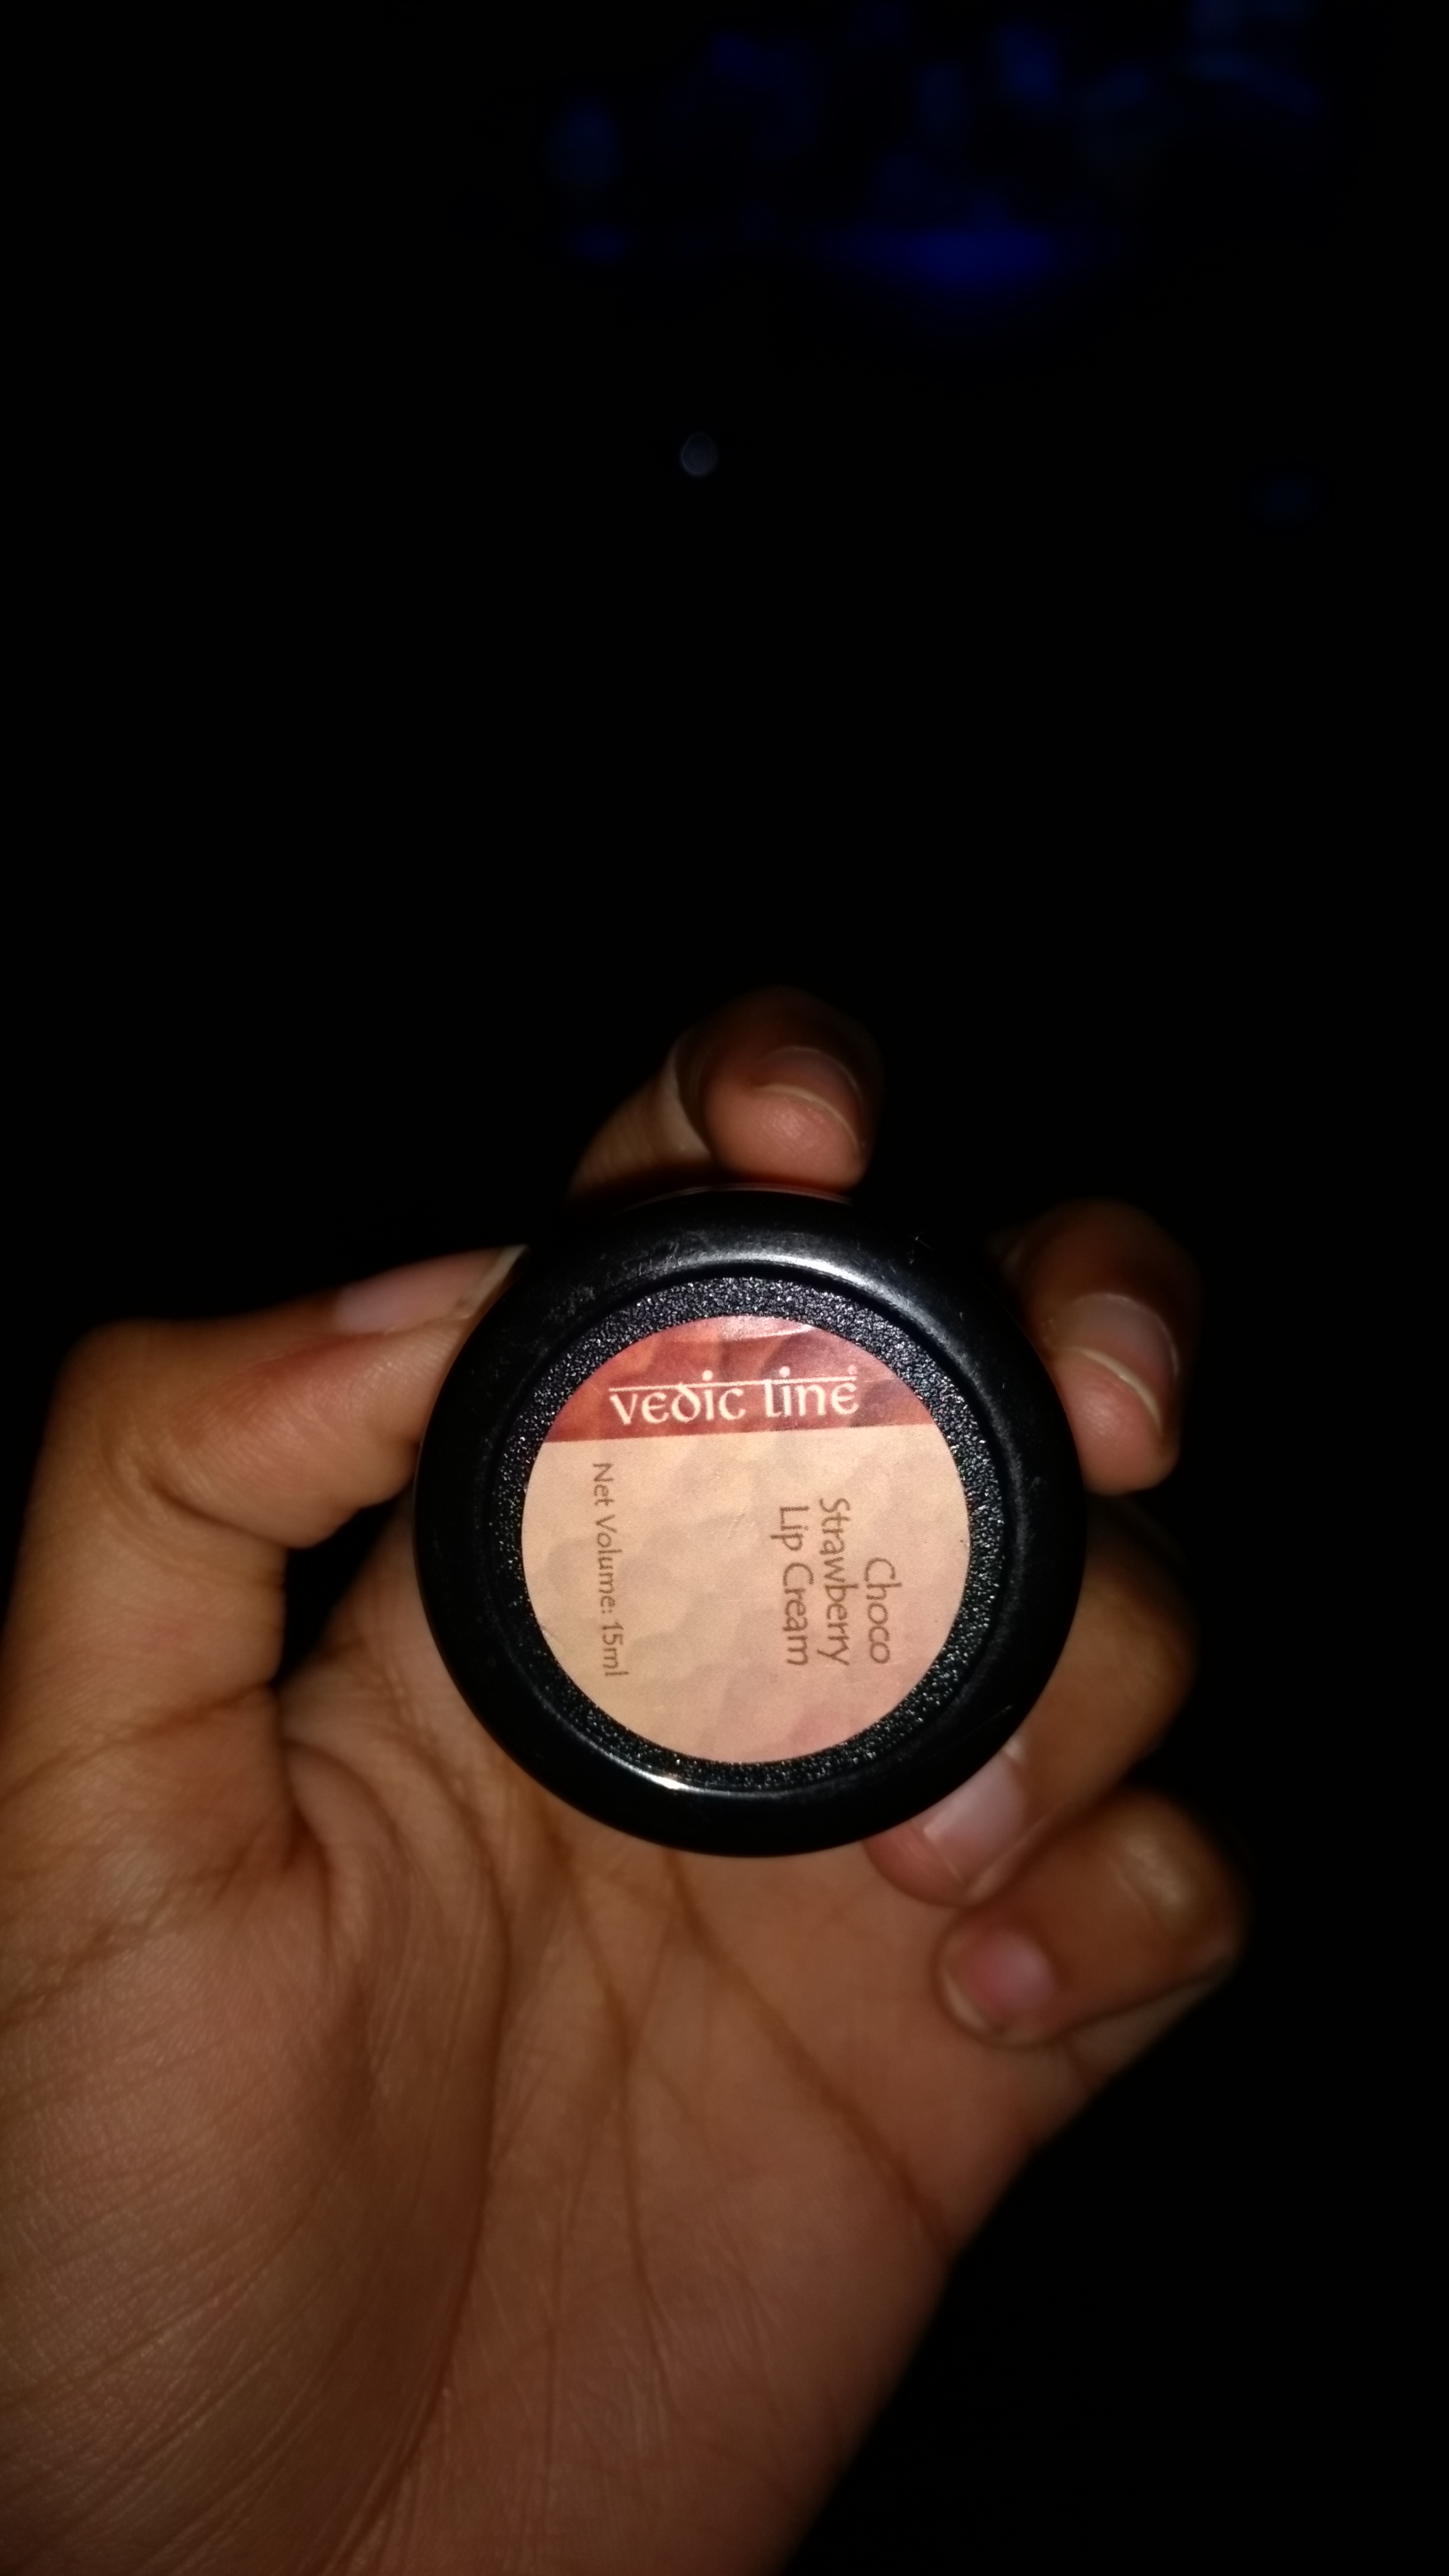 vedic line
Choco
Strawberry
Lip Cream
Net Volume: 15ml